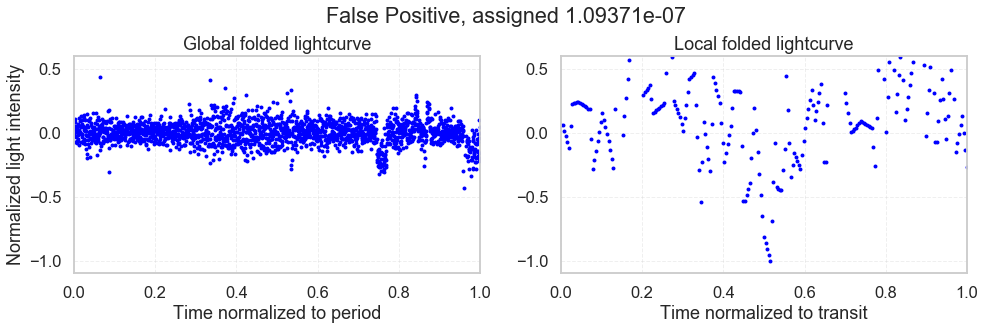 False Positive, assigned 1.09371e-07
Global folded lightcurve
Local folded lightcurve
Normalized light intensity
0.5
0.0
−0.5
−1.0
0.0 0.2 0.4 0.6 0.8 1.0
Time normalized to period
0.5
0.0
−0.5
−1.0
0.0 0.2 0.4 0.6 0.8 1.0
Time normalized to transit